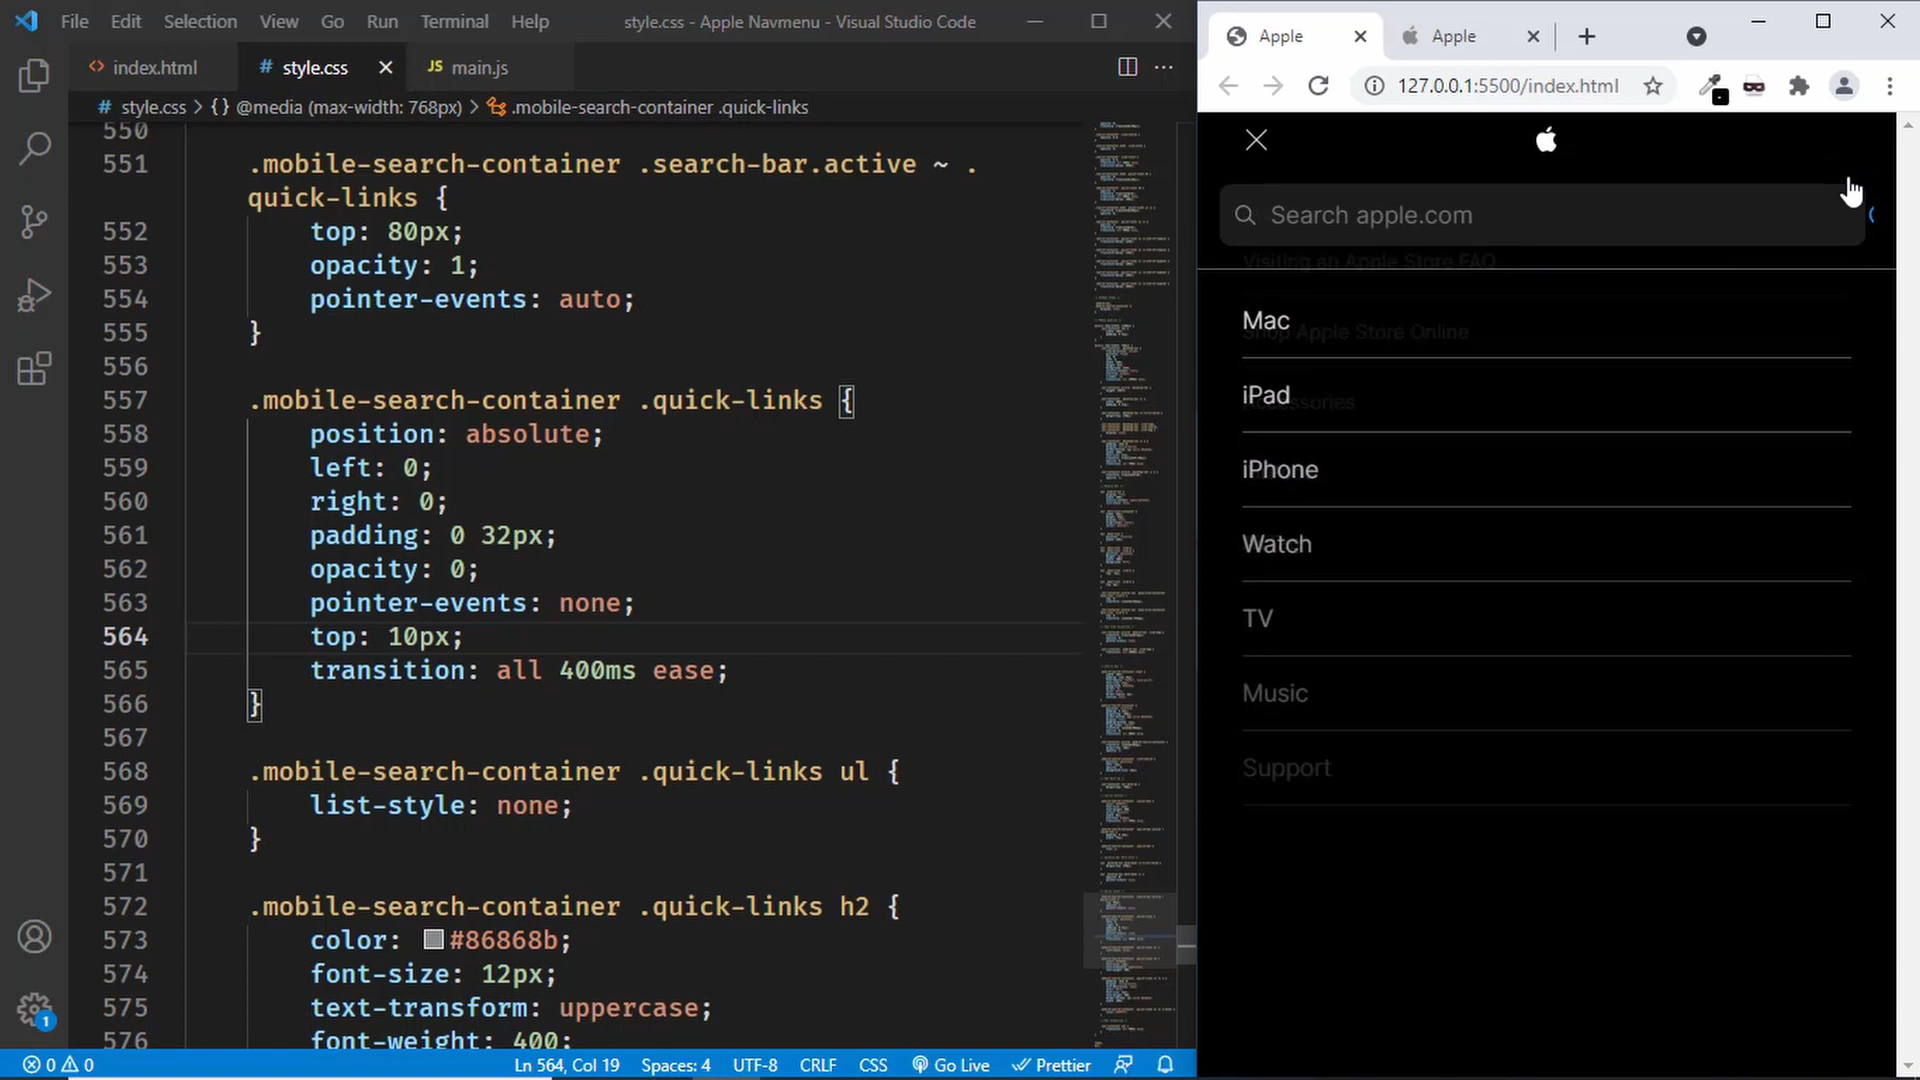 File Edit Selection View Go Run Terminal Help style.css - Apple Navmenu - Visual Studio Code
index.html # style.css JS main.js
# style.css > {} @media (max-width: 768px) > .mobile-search-container .quick-links
550
551 .mobile-search-container .search-bar.active ~ .
quick-links {
552 top: 80px;
553 opacity: 1;
554 pointer-events: auto;
555 }
556
557 .mobile-search-container .quick-links {
558 position: absolute;
559 left: 0;
560 right: 0;
561 padding: 0 32px;
562 opacity: 0;
563 pointer-events: none;
564 top: 10px;
565 transition: all 400ms ease;
566 }
567
568 .mobile-search-container .quick-links ul {
569 list-style: none;
570 }
571
572 .mobile-search-container .quick-links h2 {
573 color: #86868b;
574 font-size: 12px;
575 text-transform: uppercase;
576 font-weight: 400;
1
0 0 Ln 564, Col 19 Spaces: 4 UTF-8 CRLF CSS Go Live Prettier
Apple Apple
127.0.0.1:5500/index.html
Search apple.com
Visiting an Apple Store FAQ
Mac
Shop Apple Store Online
iPad
Accessories
iPhone
Watch
TV
Music
Support